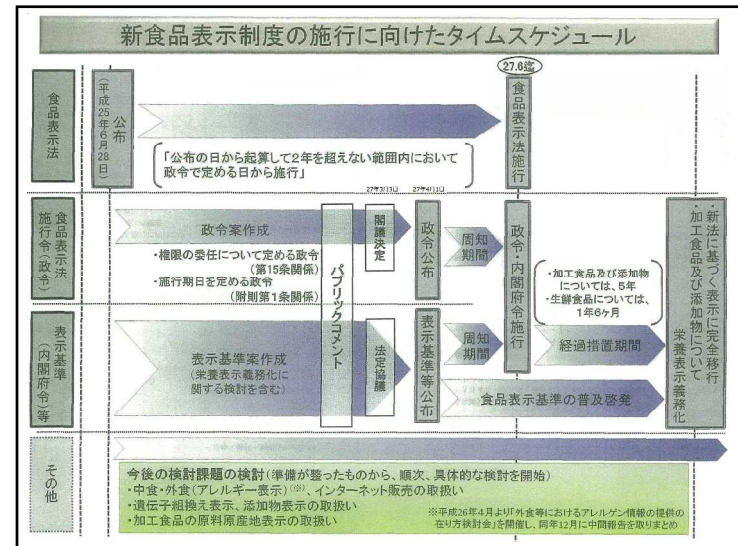 新食品表示制度の施行に向けたタイムスケジュール
27.6迄
食品表示法
公布
(平成25年6月28日)
「公布の日から起算して2年を超えない範囲内において
政令で定める日から施行」
食品表示法施行
食品表示法
施行令(政令)
政令案作成
・権限の委任について定める政令
(第15条関係)
・施行期日を定める政令
(附則第1条関係)
パブリックコメント
閣議決定
政令公布
周知
期間
政令・内閣府令施行
・加工食品及び添加物
については、5年
・生鮮食品については、
1年6ヶ月
・新法に基づく表示に完全移行
・加工食品及び添加物について
栄養表示義務化
表示基準
(内閣府令)等
表示基準案作成
(栄養表示義務化に
関する検討を含む)
法定協議
表示基準等公布
周知
期間
経過措置期間
食品表示基準の普及啓発
その他
今後の検討課題の検討(準備が整ったものから、順次、具体的な検討を開始)
・中食・外食(アレルギー表示)(※)、インターネット販売の取扱い
・遺伝子組換え表示、添加物表示の取扱い
・加工食品の原料原産地表示の取扱い
※平成26年4月より「外食等におけるアレルゲン情報の提供の
在り方検討会」を開催し、同年12月に中間報告を取りまとめ